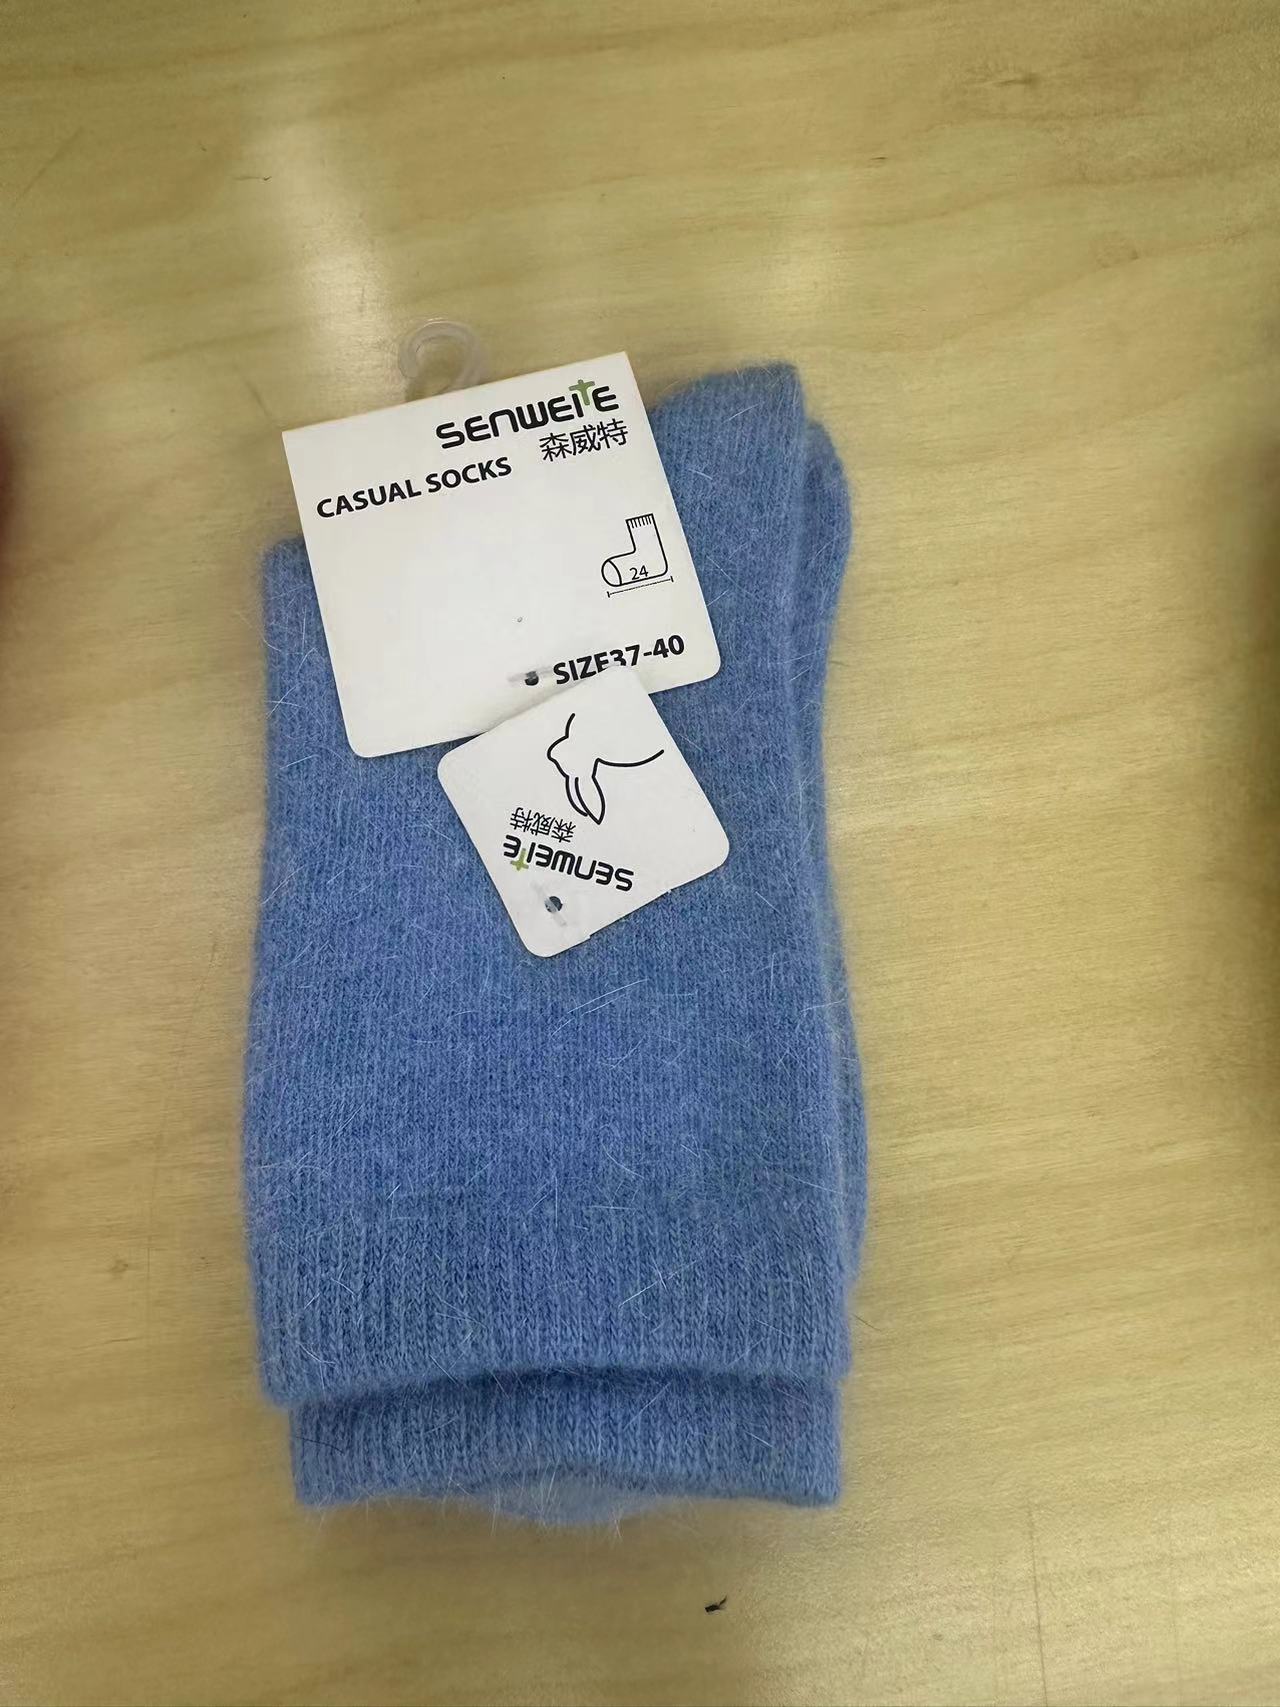 SENWEITE
森威特
CASUAL SOCKS
24
SIZE37-40
森威特
SENWEITE